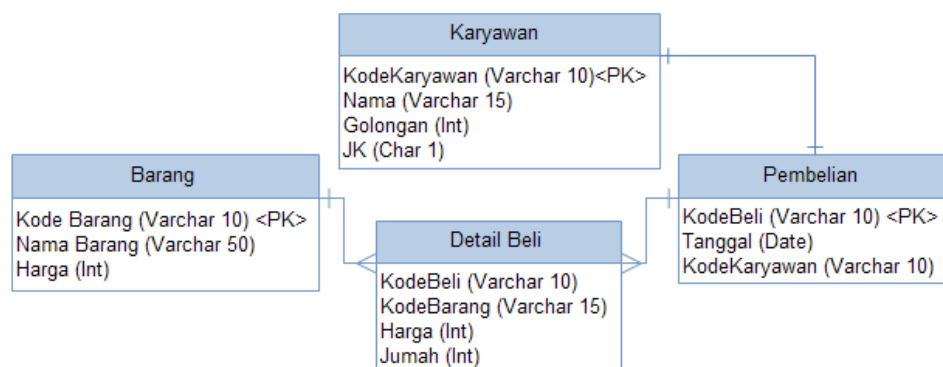 Karyawan
KodeKaryawan (Varchar 10)<PK>
Nama (Varchar 15)
Golongan (Int)
JK (Char 1)
Barang
Kode Barang (Varchar 10) <PK>
Nama Barang (Varchar 50)
Harga (Int)
Detail Beli
KodeBeli (Varchar 10)
KodeBarang (Varchar 15)
Harga (Int)
Jumah (Int)
Pembelian
KodeBeli (Varchar 10) <PK>
Tanggal (Date)
KodeKaryawan (Varchar 10)